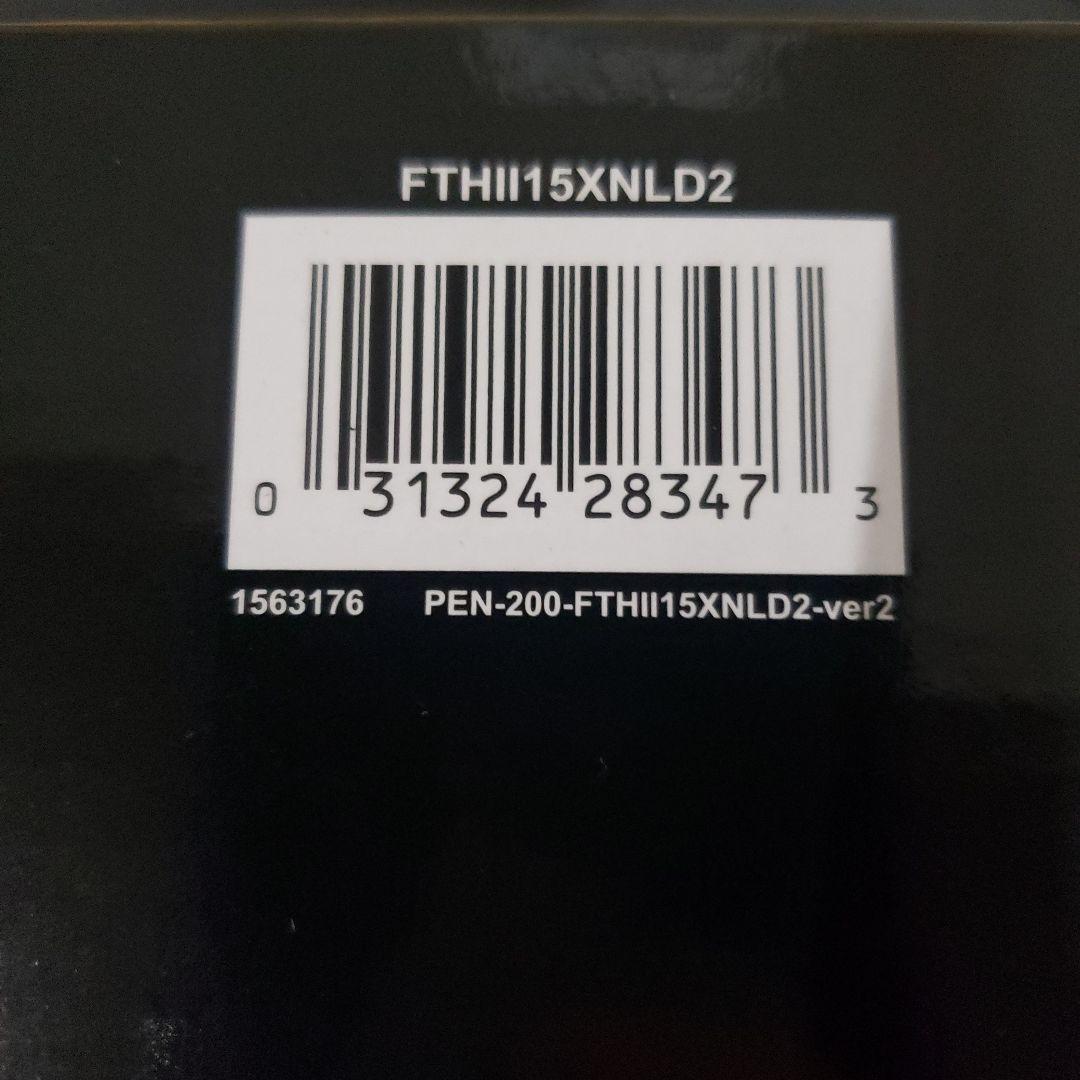 FTHII15XNLD2
0 31324 28347 3
1563176 PEN-200-FTHII15XNLD2-ver2